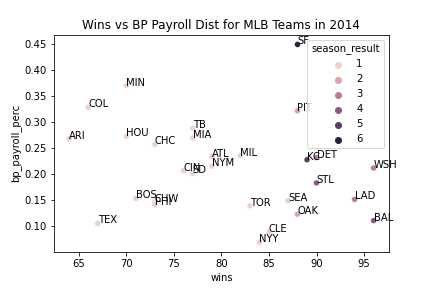 Wins vs BP Payroll Dist for MLB Teams in 2014
bp_payroll_perc
0.45
0.40
0.35
0.30
0.25
0.20
0.15
0.10
SF
season_result
1
2
3
4
5
6
MIN
COL
PIT
TB
ARI
HOU
MIA
CHC
ATL
MIL
KC
DET
NYM
CIN
SD
WSH
STL
BOS
CHW
PHI
SEA
LAD
TOR
OAK
TEX
BAL
CLE
NYY
65
70
75
80
85
90
95
wins